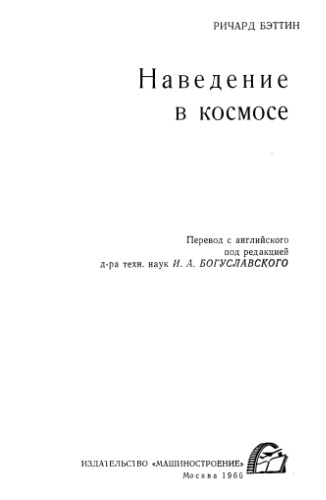 РИЧАРД БЭТТИН
Наведение
в космосе
Перевод с английского
под редакцией
д-ра техн. наук И. А. БОГУСЛАВСКОГО
ИЗДАТЕЛЬСТВО «МАШИНОСТРОЕНИЕ»
Москва 1966